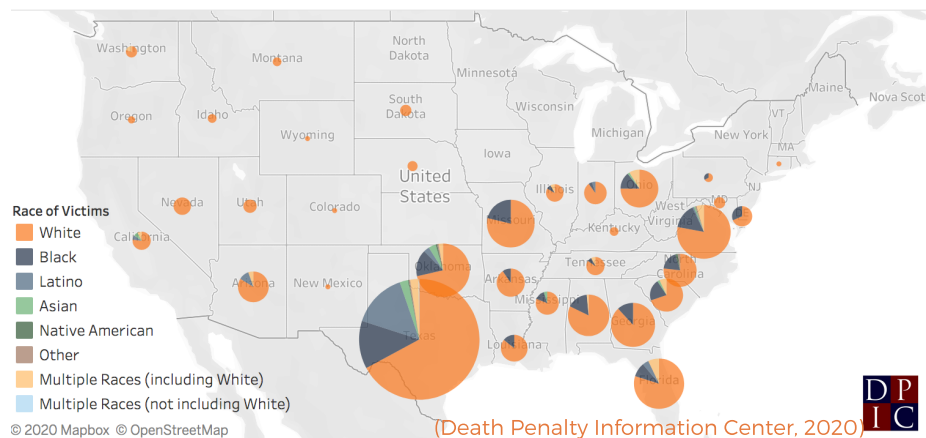 Washington
Montana
North
Dakota
Minnesota
Maine
Nova Scot
Oregon
Idaho
South
Dakota
Wisconsin
VT
Wyoming
Michigan
New York
MA
Iowa
United
States
Nevada
Utah
Colorado
Illinois
Ohio
NJ
MD
DE
West
Virginia
California
Missouri
Kentucky
Arizona
New Mexico
Oklahoma
Arkansas
Tennessee
North
Carolina
Mississippi
Texas
Louisiana
Georgia
Florida
Race of Victims
White
Black
Latino
Asian
Native American
Other
Multiple Races (including White)
Multiple Races (not including White)
© 2020 Mapbox © OpenStreetMap
(Death Penalty Information Center, 2020)
D P
I C